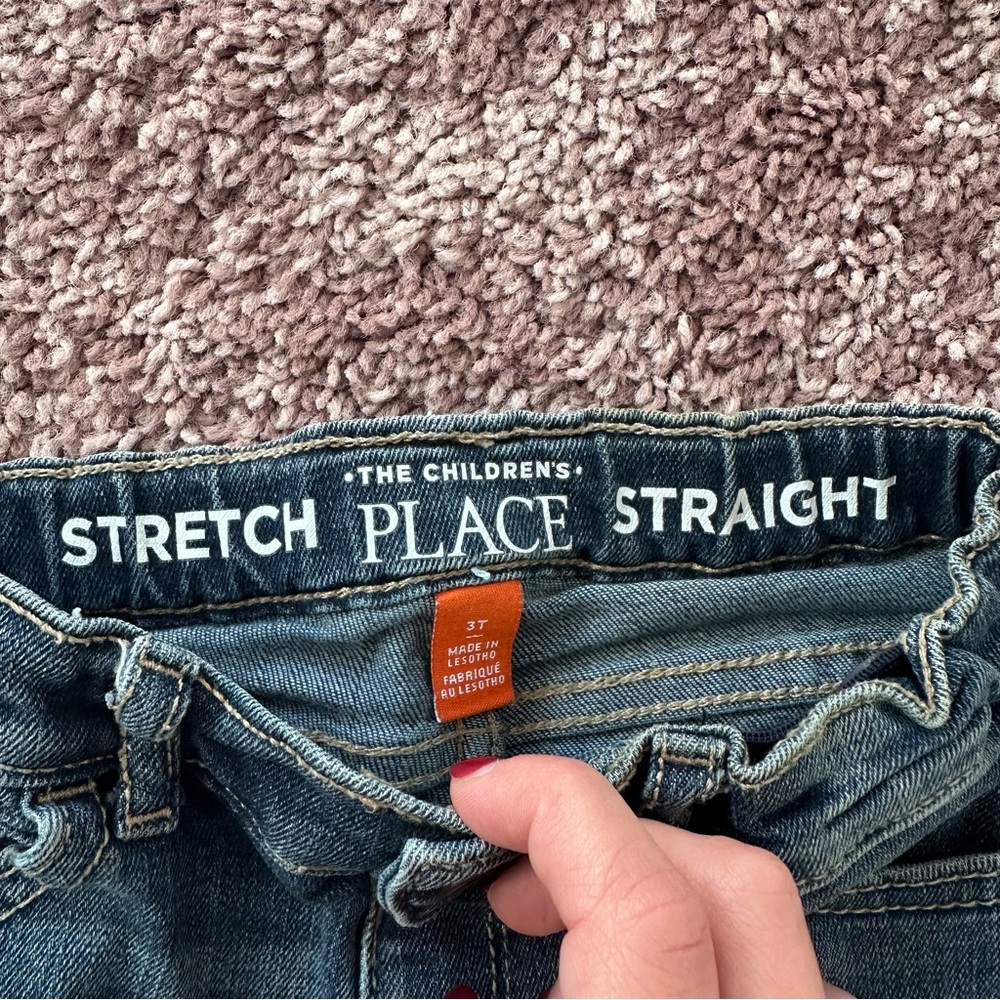 STRETCH
·THE CHILDREN'S·
PLACE
STRAIGHT
3T
MADE IN
LESOTHO
FABRIQUÉ
AU LESOTHO